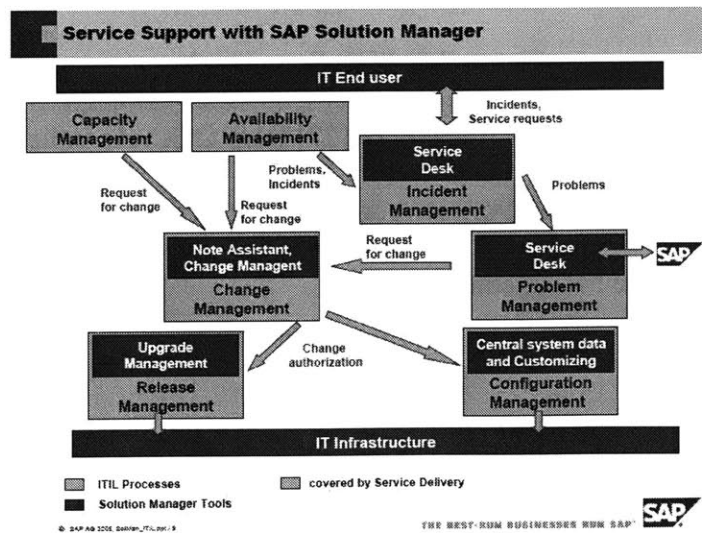 Service Support with SAP Solution Manager
IT End user
Capacity
Management
Availability
Management
Incidents,
Service requests
Service
Desk
Incident
Management
Problems,
Incidents
Problems
Request
for change
Request
for change
Request
for change
Note Assistant,
Change Managent
Change
Management
Service
Desk
Problem
Management
SAP
Upgrade
Management
Release
Management
Change
authorization
Central system data
and Customizing
Configuration
Management
IT Infrastructure
ITIL Processes
covered by Service Delivery
Solution Manager Tools
THE BEST-RUN BUSINESSES RUN SAP
SAP